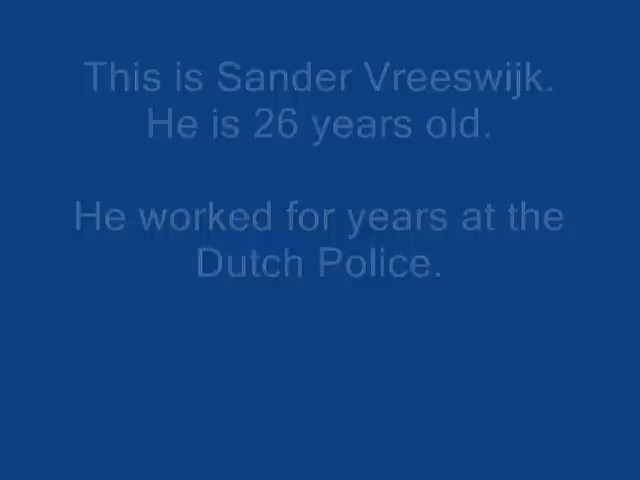 This is Sander Vreeswijk.
He is 26 years old.
He worked for years at the
Dutch Police.